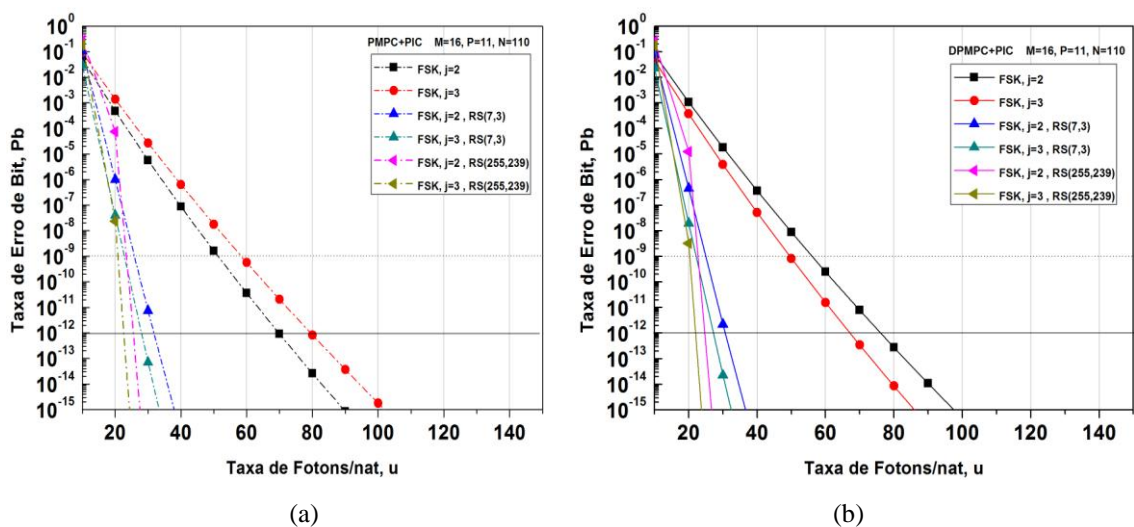 PMPC+PIC M=16, P=11, N=110
FSK, j=2
FSK, j=3
FSK, j=2 , RS(7,3)
FSK, j=3 , RS(7,3)
FSK, j=2 , RS(255,239)
FSK, j=3 , RS(255,239)
Taxa de Erro de Bit, Pb
10^0
10^-1
10^-2
10^-3
10^-4
10^-5
10^-6
10^-7
10^-8
10^-9
10^-10
10^-11
10^-12
10^-13
10^-14
10^-15
20 40 60 80 100 120 140
Taxa de Fotons/nat, u
(a)
DPMPC+PIC M=16, P=11, N=110
FSK, j=2
FSK, j=3
FSK, j=2 , RS(7,3)
FSK, j=3 , RS(7,3)
FSK, j=2 , RS(255,239)
FSK, j=3 , RS(255,239)
Taxa de Erro de Bit, Pb
10^0
10^-1
10^-2
10^-3
10^-4
10^-5
10^-6
10^-7
10^-8
10^-9
10^-10
10^-11
10^-12
10^-13
10^-14
10^-15
20 40 60 80 100 120 140
Taxa de Fotons/nat, u
(b)